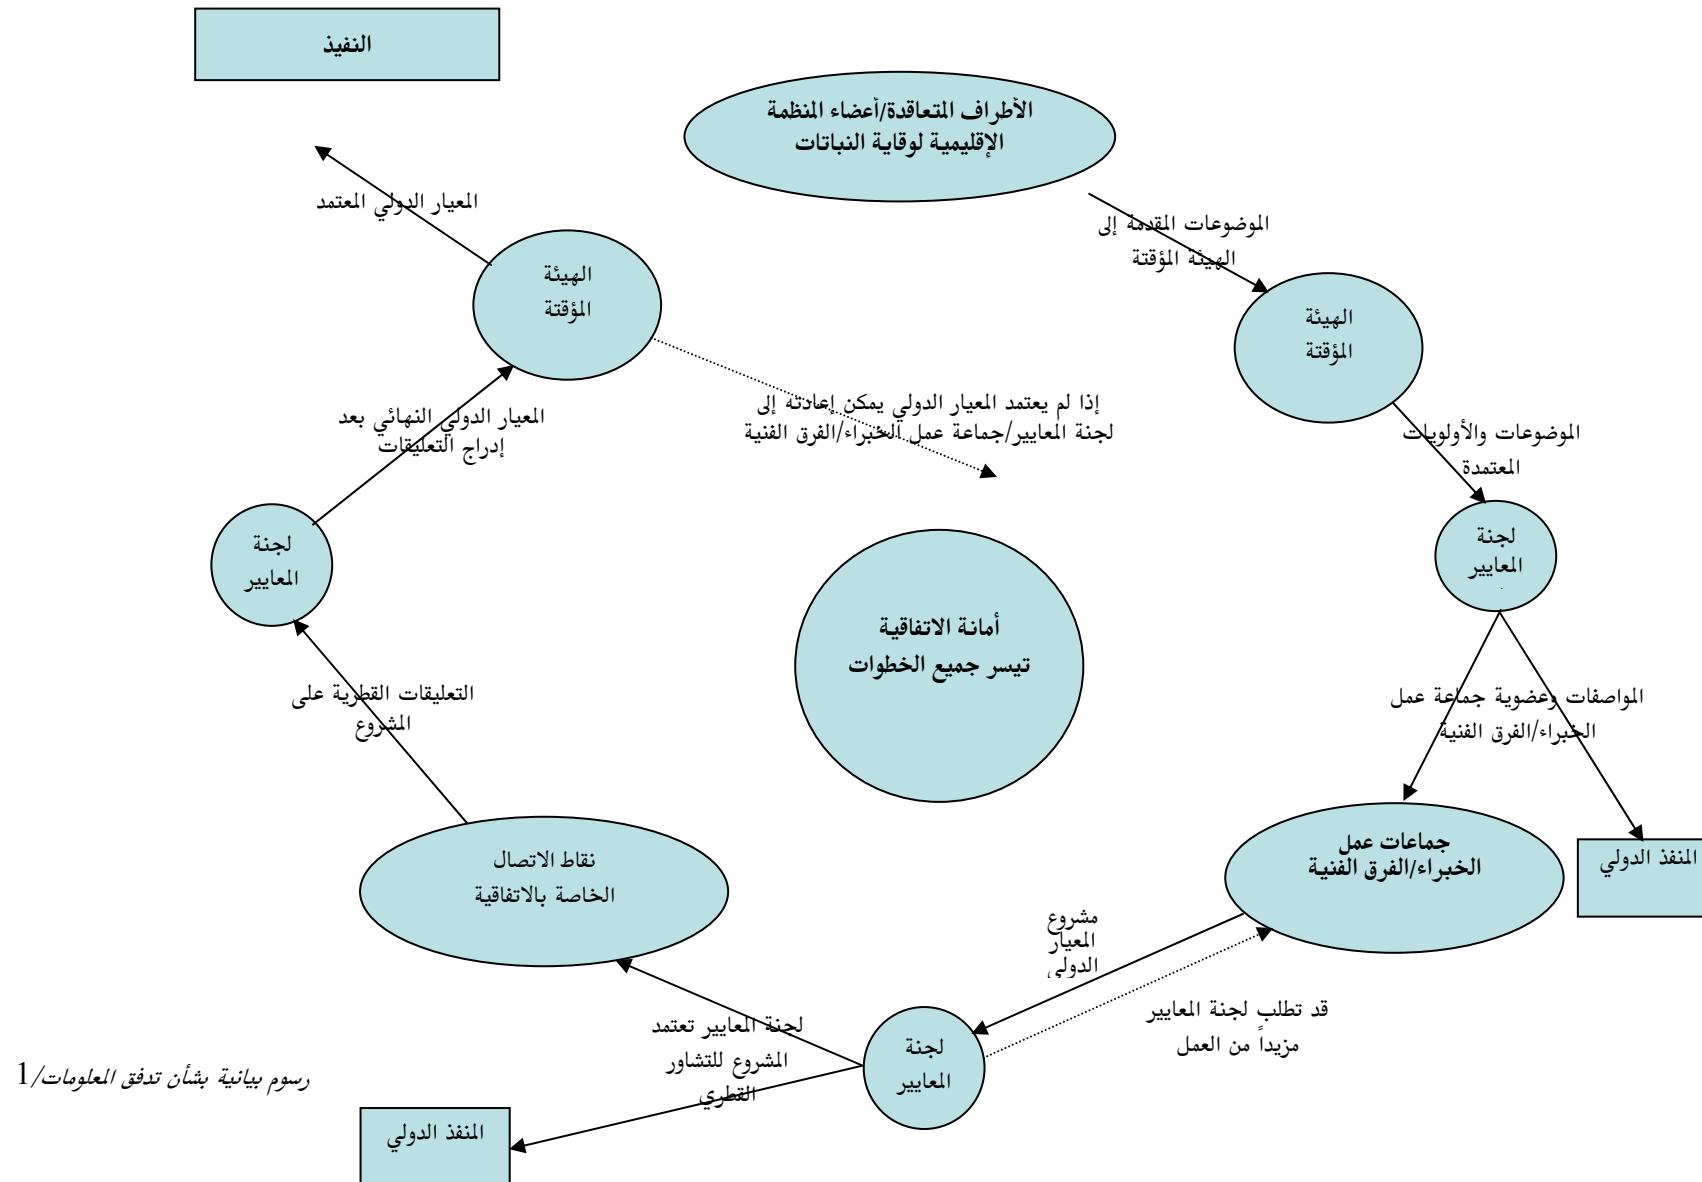 النفيذ
الأطراف المتعاقدة/أعضاء المنظمة
الإقليمية لوقاية النباتات
الموضوعات المقدمة إلى
الهيئة المؤقتة
الهيئة
المؤقتة
الموضوعات والأولويات
المعتمدة
لجنة
المعايير
المواصفات وعضوية جماعة عمل
الخبراء/الفرق الفنية
المنفذ الدولي
جماعات عمل
الخبراء/الفرق الفنية
مشروع
المعيار
الدولي
قد تطلب لجنة المعايير
مزيداً من العمل
لجنة
المعايير
لجنة المعايير تعتمد
المشروع للتشاور
القطري
المنفذ الدولي
نقاط الاتصال
الخاصة بالاتفاقية
التعليقات القطرية على
المشروع
لجنة
المعايير
المعيار الدولي النهائي بعد
إدراج التعليقات
الهيئة
المؤقتة
المعيار الدولي المعتمد
إذا لم يعتمد المعيار الدولي يمكن إعادته إلى
لجنة المعايير/جماعة عمل الخبراء/الفرق الفنية
أمانة الاتفاقية
تيسر جميع الخطوات
رسوم بيانية بشأن تدفق المعلومات/1